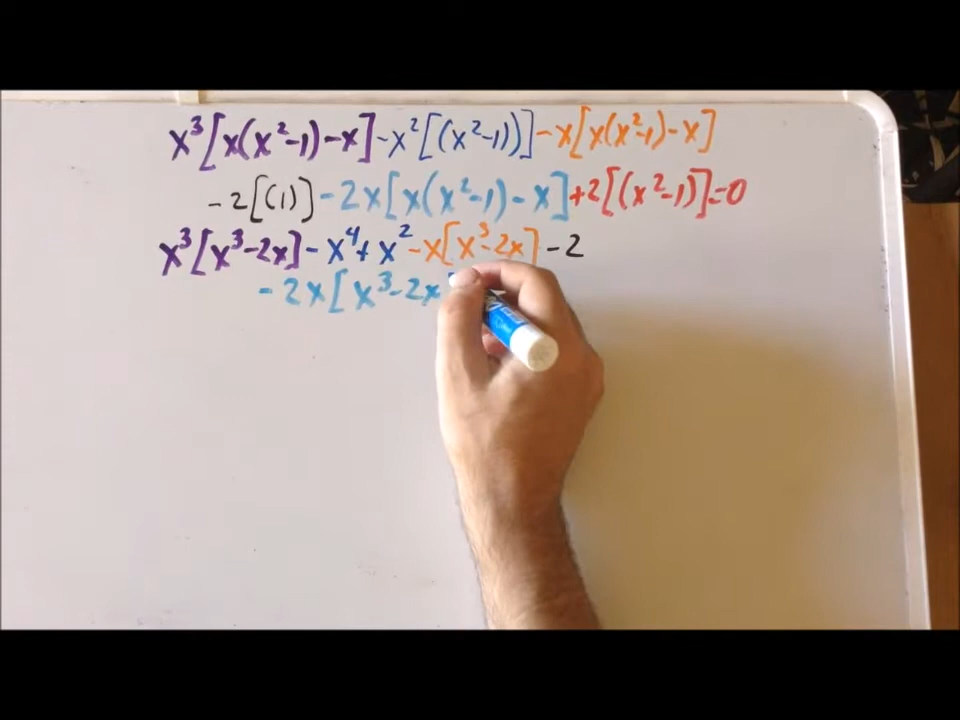 x³[x(x²-1)-x]-x²[(x²-1))]-x[x(x²-1)-x]
-2[(1)]-2x[x(x²-1)-x]+2[(x²-1)]=0
x³[x³-2x]-x⁴+x²-x[x³-2x]-2
-2x[x³-2x